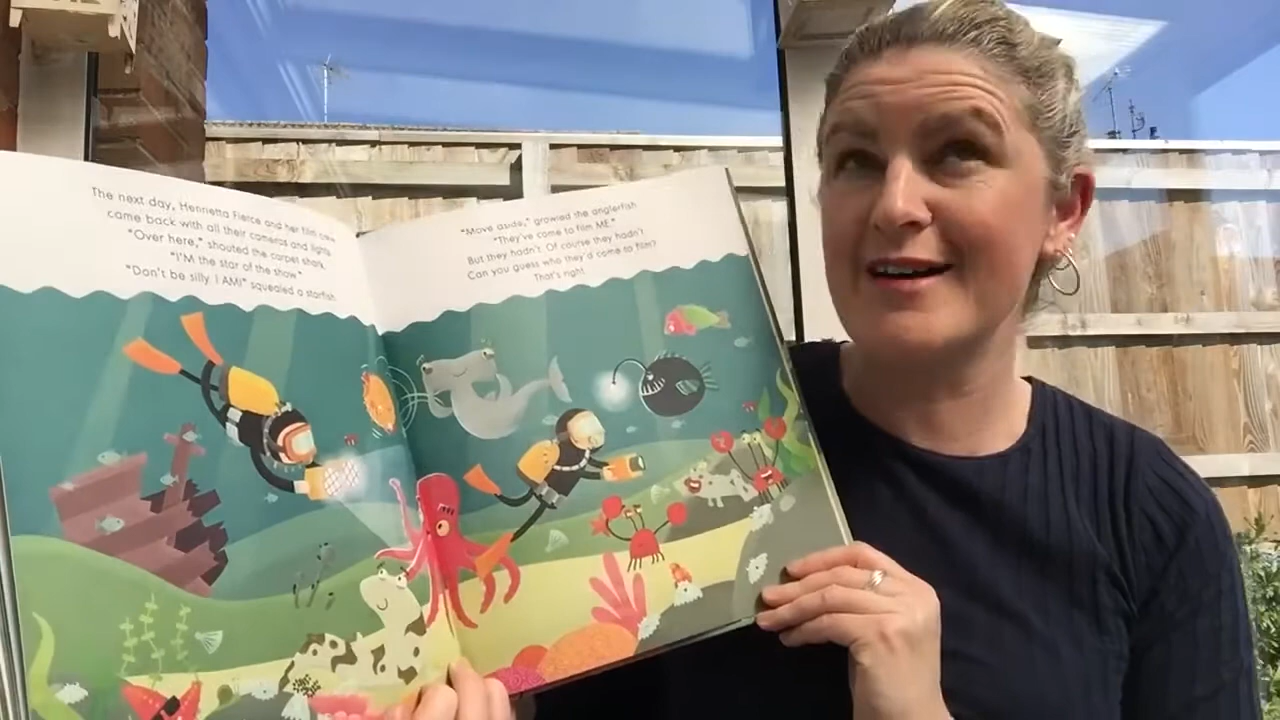 The next day, Henrietta Fierce and her film crew
came back with all their cameras and lights.
"Over here," shouted the carpet shark.
"I'M the star of the show."
"Don't be silly. I AM!" squealed a starfish.
"Move aside," growled the anglerfish.
"They've come to film ME."
But they hadn't. Of course they hadn't.
Can you guess who they'd come to film?
That's right